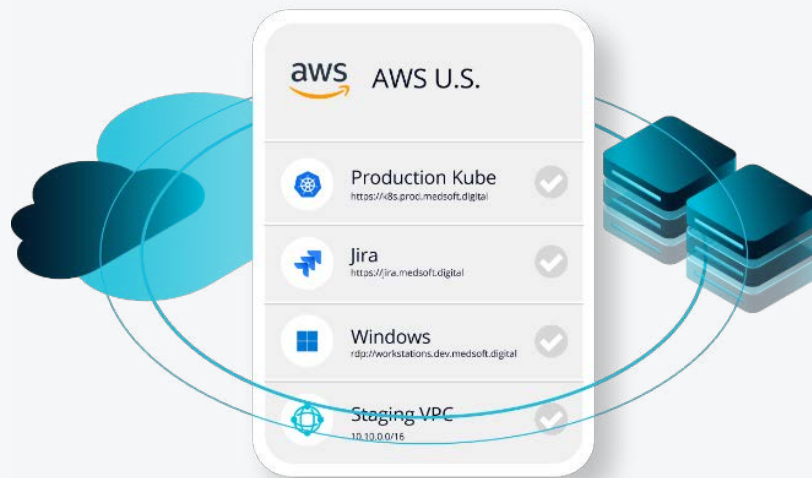 aws
AWS U.S.
Production Kube
https://k8s.prod.medsoft.digital
Jira
https://jira.medsoft.digital
Windows
rdp://workstations.dev.medsoft.digital
Staging VPC
10.10.0.0/16